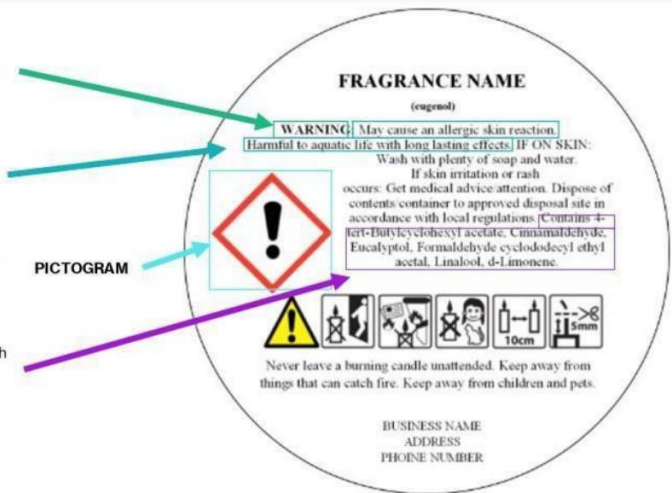 FRAGRANCE NAME
(eugenol)
WARNING May cause an allergic skin reaction.
Harmful to aquatic life with long lasting effects. IF ON SKIN:
Wash with plenty of soap and water.
If skin irritation or rash
occurs: Get medical advice/attention. Dispose of
contents/container to approved disposal site in
accordance with local regulations. Contains 4-
tert-Butylcyclohexyl acetate, Cinnamaldehyde,
Eucalyptol, Formaldehyde cyclododecyl ethyl
acetal, Linalool, d-Limonene.
PICTOGRAM
10cm
5mm
Never leave a burning candle unattended. Keep away from
things that can catch fire. Keep away from children and pets.
BUSINESS NAME
ADDRESS
PHOINE NUMBER